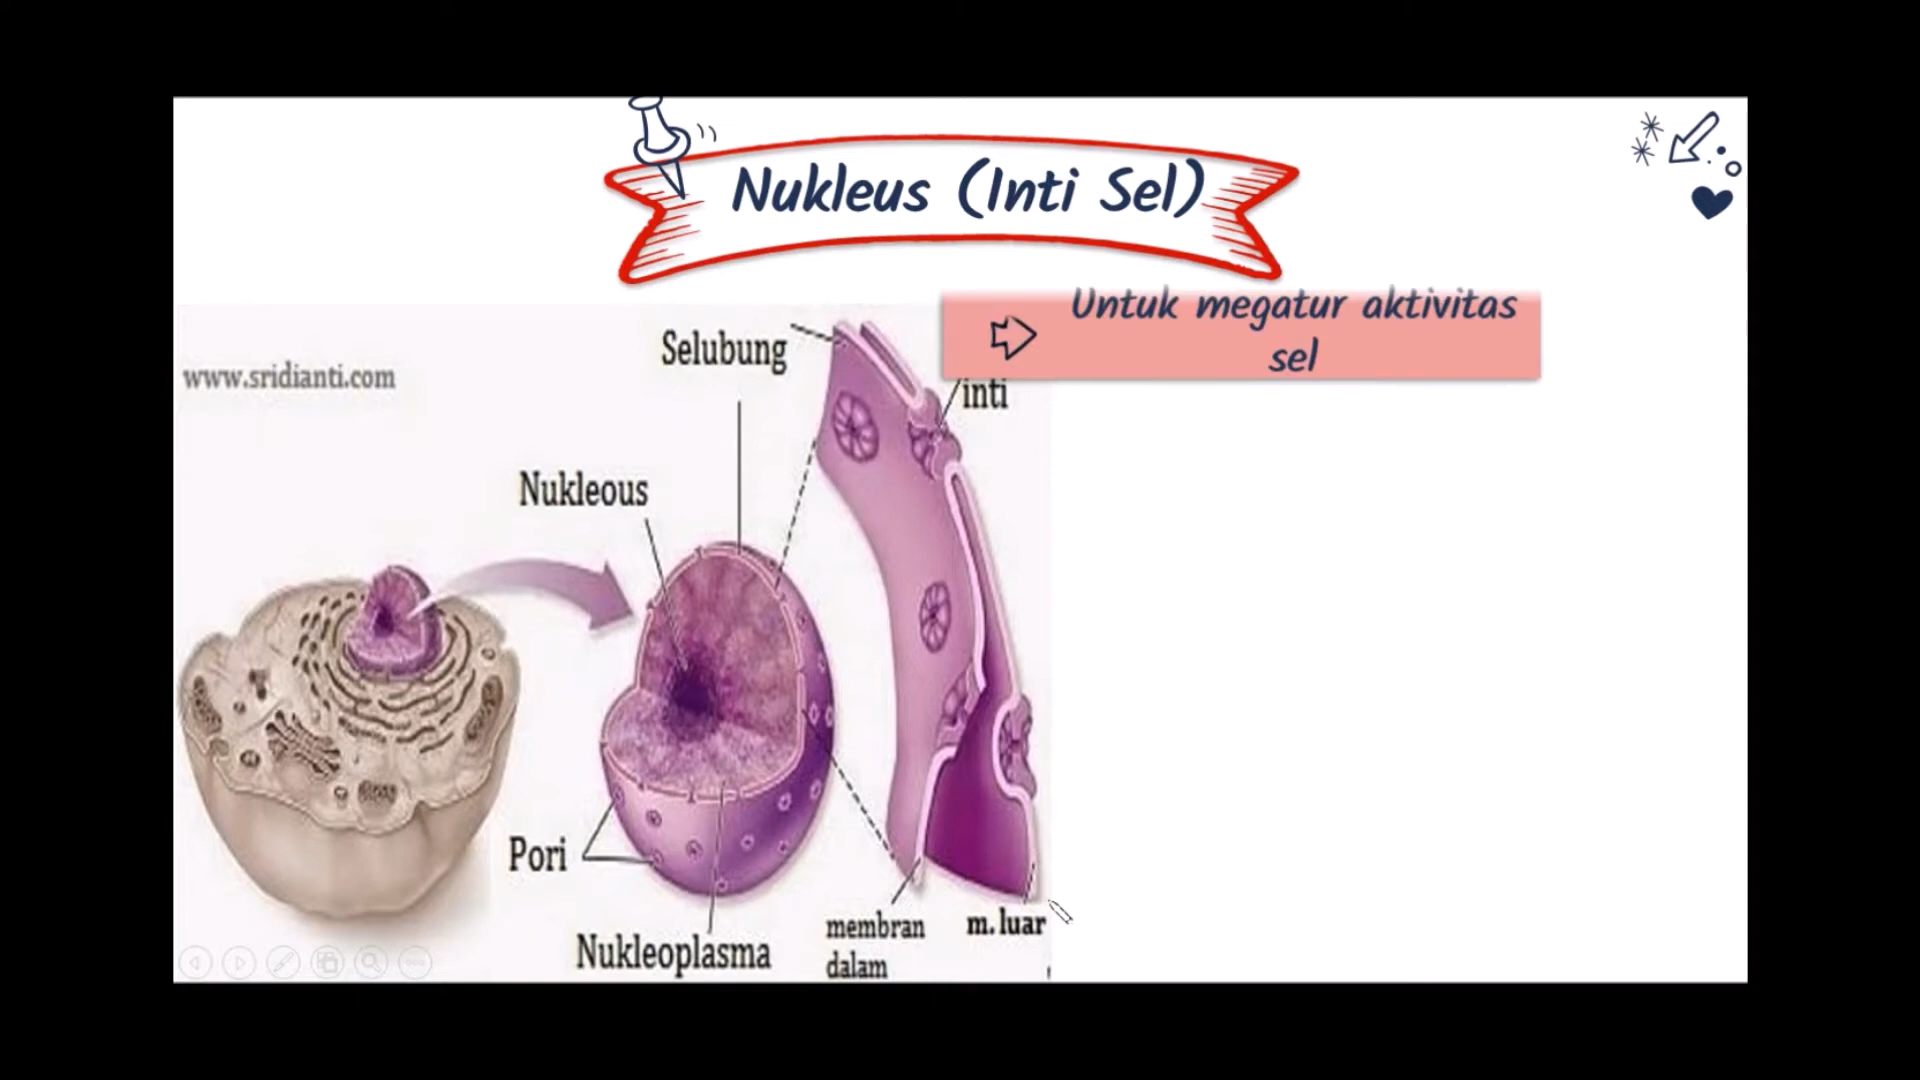 Nukleus (Inti Sel)
Untuk megatur aktivitas
sel
Selubung
www.sridianti.com
inti
Nukleous
Pori
Nukleoplasma
membran
dalam
m. luar